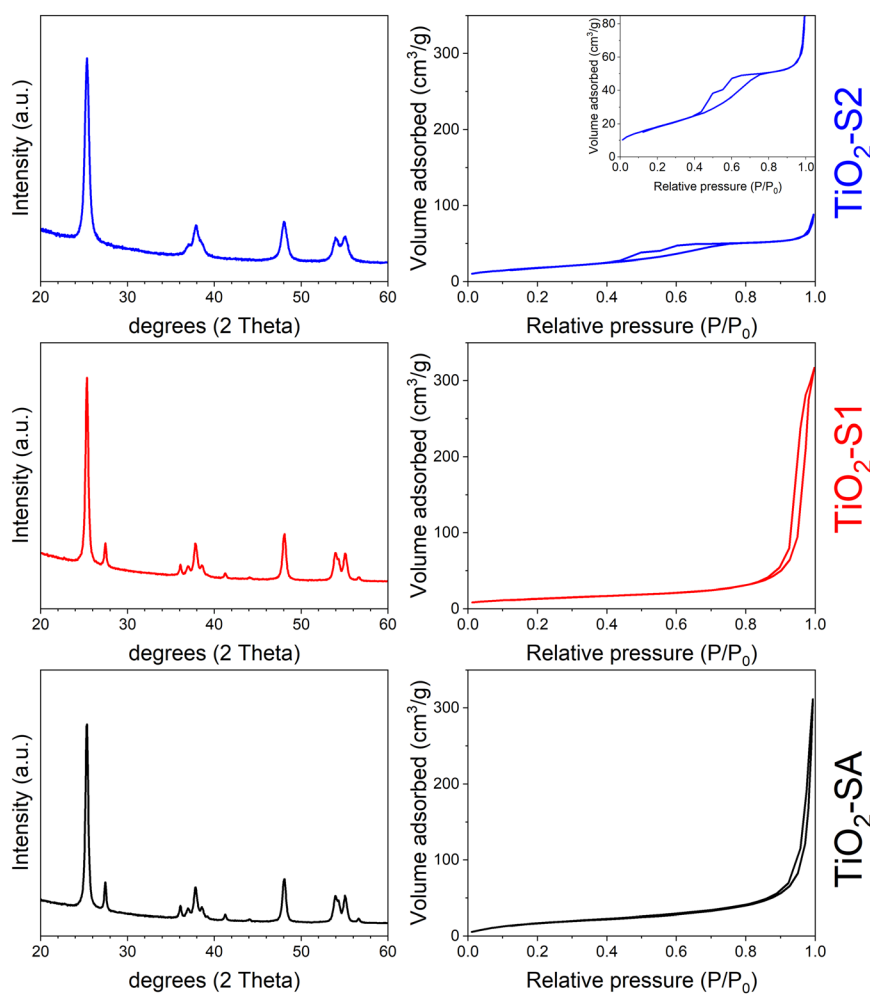 Intensity (a.u.)
20 30 40 50 60
degrees (2 Theta)
Volume adsorbed (cm³/g)
300
200
100
0
0.0 0.2 0.4 0.6 0.8 1.0
Relative pressure (P/P₀)
Volume adsorbed (cm³/g)
80
60
40
20
0
0.0 0.2 0.4 0.6 0.8 1.0
Relative pressure (P/P₀)
TiO₂-S2
Intensity (a.u.)
20 30 40 50 60
degrees (2 Theta)
Volume adsorbed (cm³/g)
300
200
100
0
0.0 0.2 0.4 0.6 0.8 1.0
Relative pressure (P/P₀)
TiO₂-S1
Intensity (a.u.)
20 30 40 50 60
degrees (2 Theta)
Volume adsorbed (cm³/g)
300
200
100
0
0.0 0.2 0.4 0.6 0.8 1.0
Relative pressure (P/P₀)
TiO₂-SA